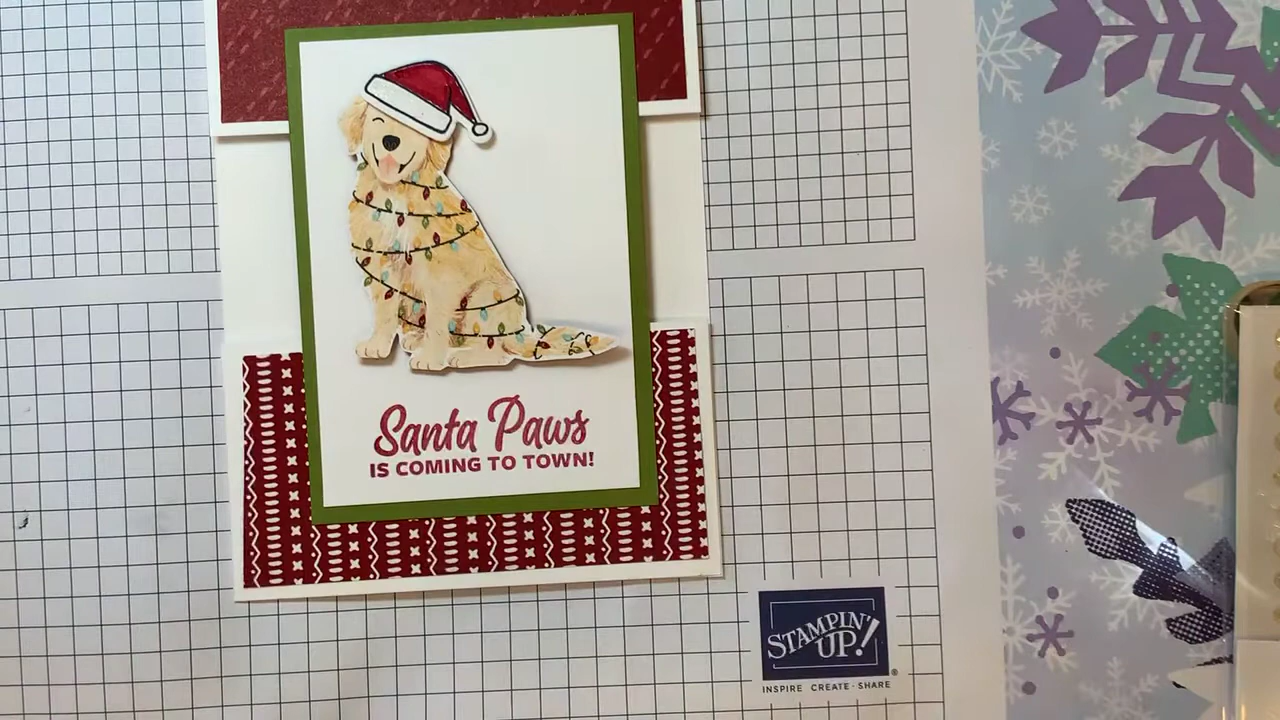 Santa Paws
IS COMING TO TOWN!
STAMPIN'
UP!
®
INSPIRE · CREATE · SHARE